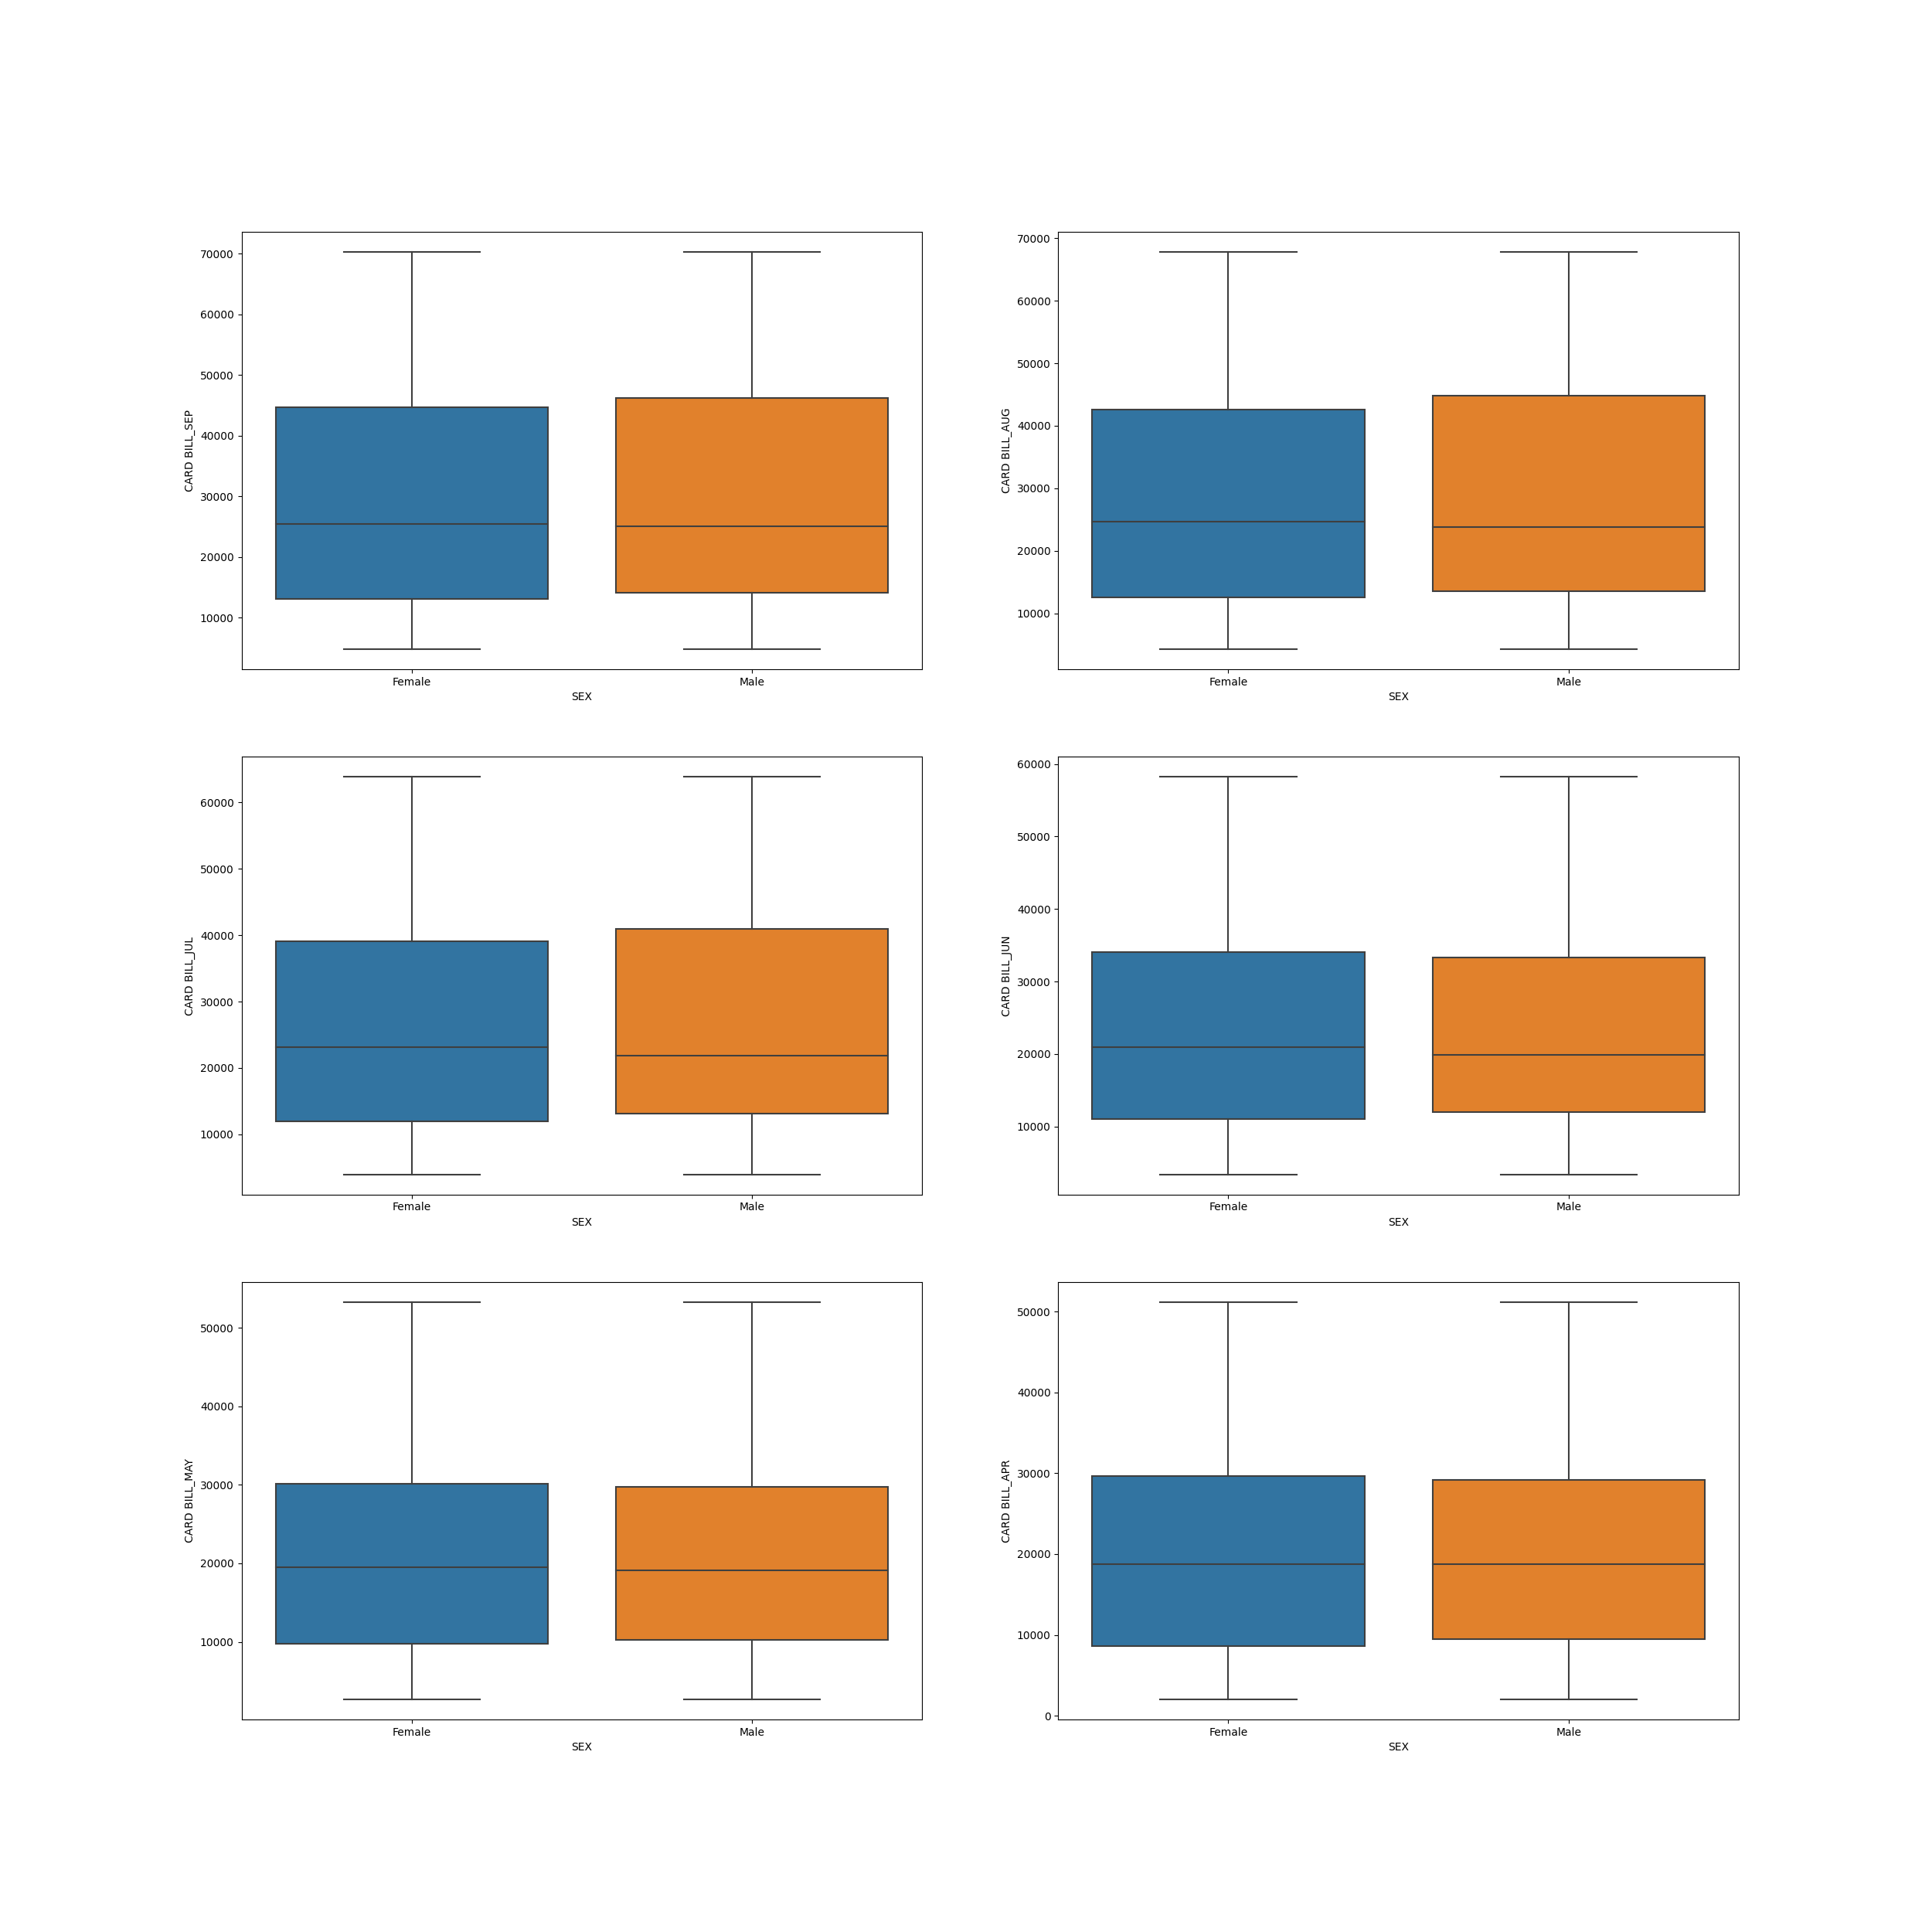 70000
60000
50000
40000
30000
20000
10000
CARD BILL_SEP
Female Male
SEX
70000
60000
50000
40000
30000
20000
10000
CARD BILL_AUG
Female Male
SEX
60000
50000
40000
30000
20000
10000
CARD BILL_JUL
Female Male
SEX
60000
50000
40000
30000
20000
10000
CARD BILL_JUN
Female Male
SEX
50000
40000
30000
20000
10000
CARD BILL_MAY
Female Male
SEX
50000
40000
30000
20000
10000
0
CARD BILL_APR
Female Male
SEX